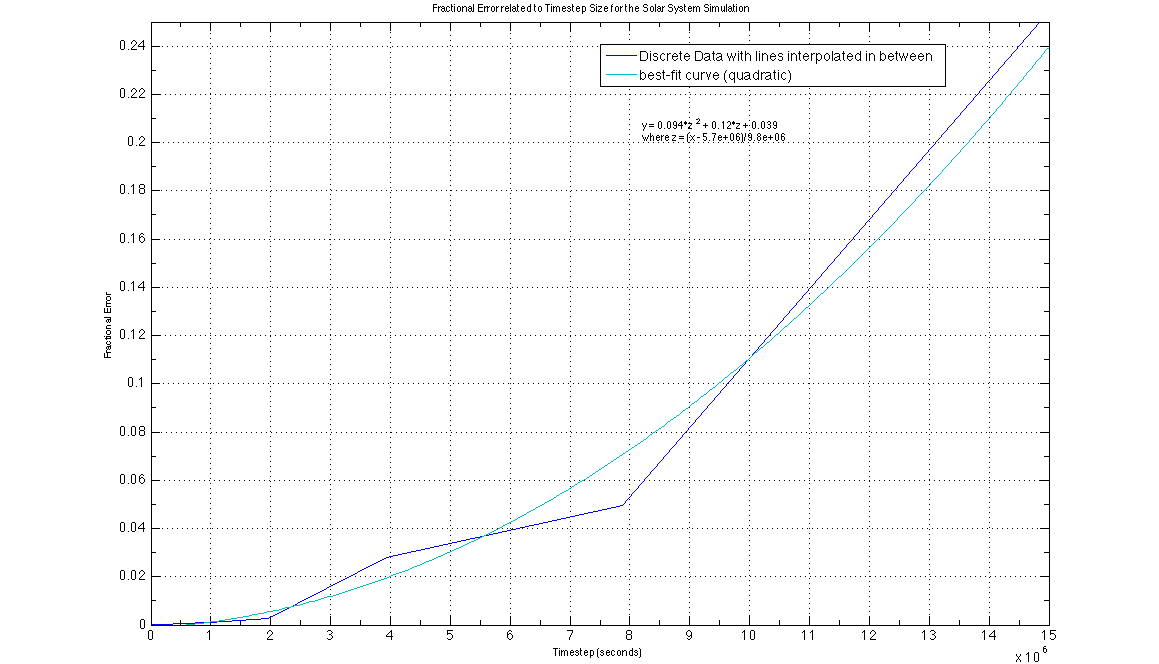 Fractional Error related to Timestep Size for the Solar System Simulation
0.24
0.22
0.2
0.18
0.16
0.14
0.12
0.1
0.08
0.06
0.04
0.02
0
Fractional Error
Discrete Data with lines interpolated in between
best-fit curve (quadratic)
y = 0.094*z 2 + 0.12*z + 0.039
where z = (x - 5.7e+06)/9.8e+06
0 1 2 3 4 5 6 7 8 9 10 11 12 13 14 15
Timestep (seconds)
x 10 6